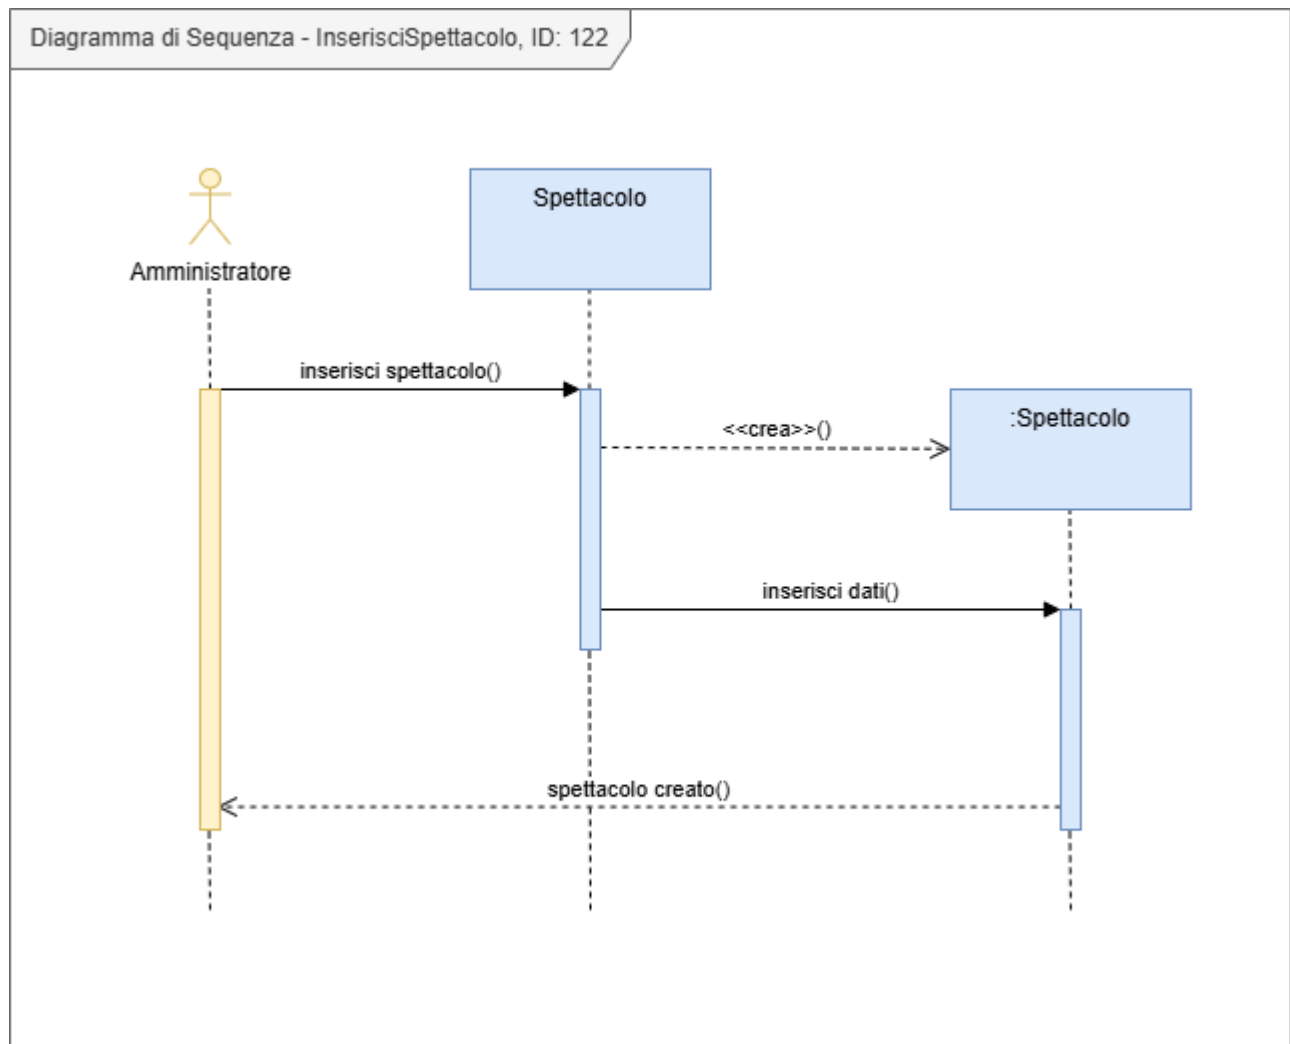 Diagramma di Sequenza - InserisciSpettacolo, ID: 122
Spettacolo
Amministratore
inserisci spettacolo()
:Spettacolo
<<crea>>()
inserisci dati()
spettacolo creato()